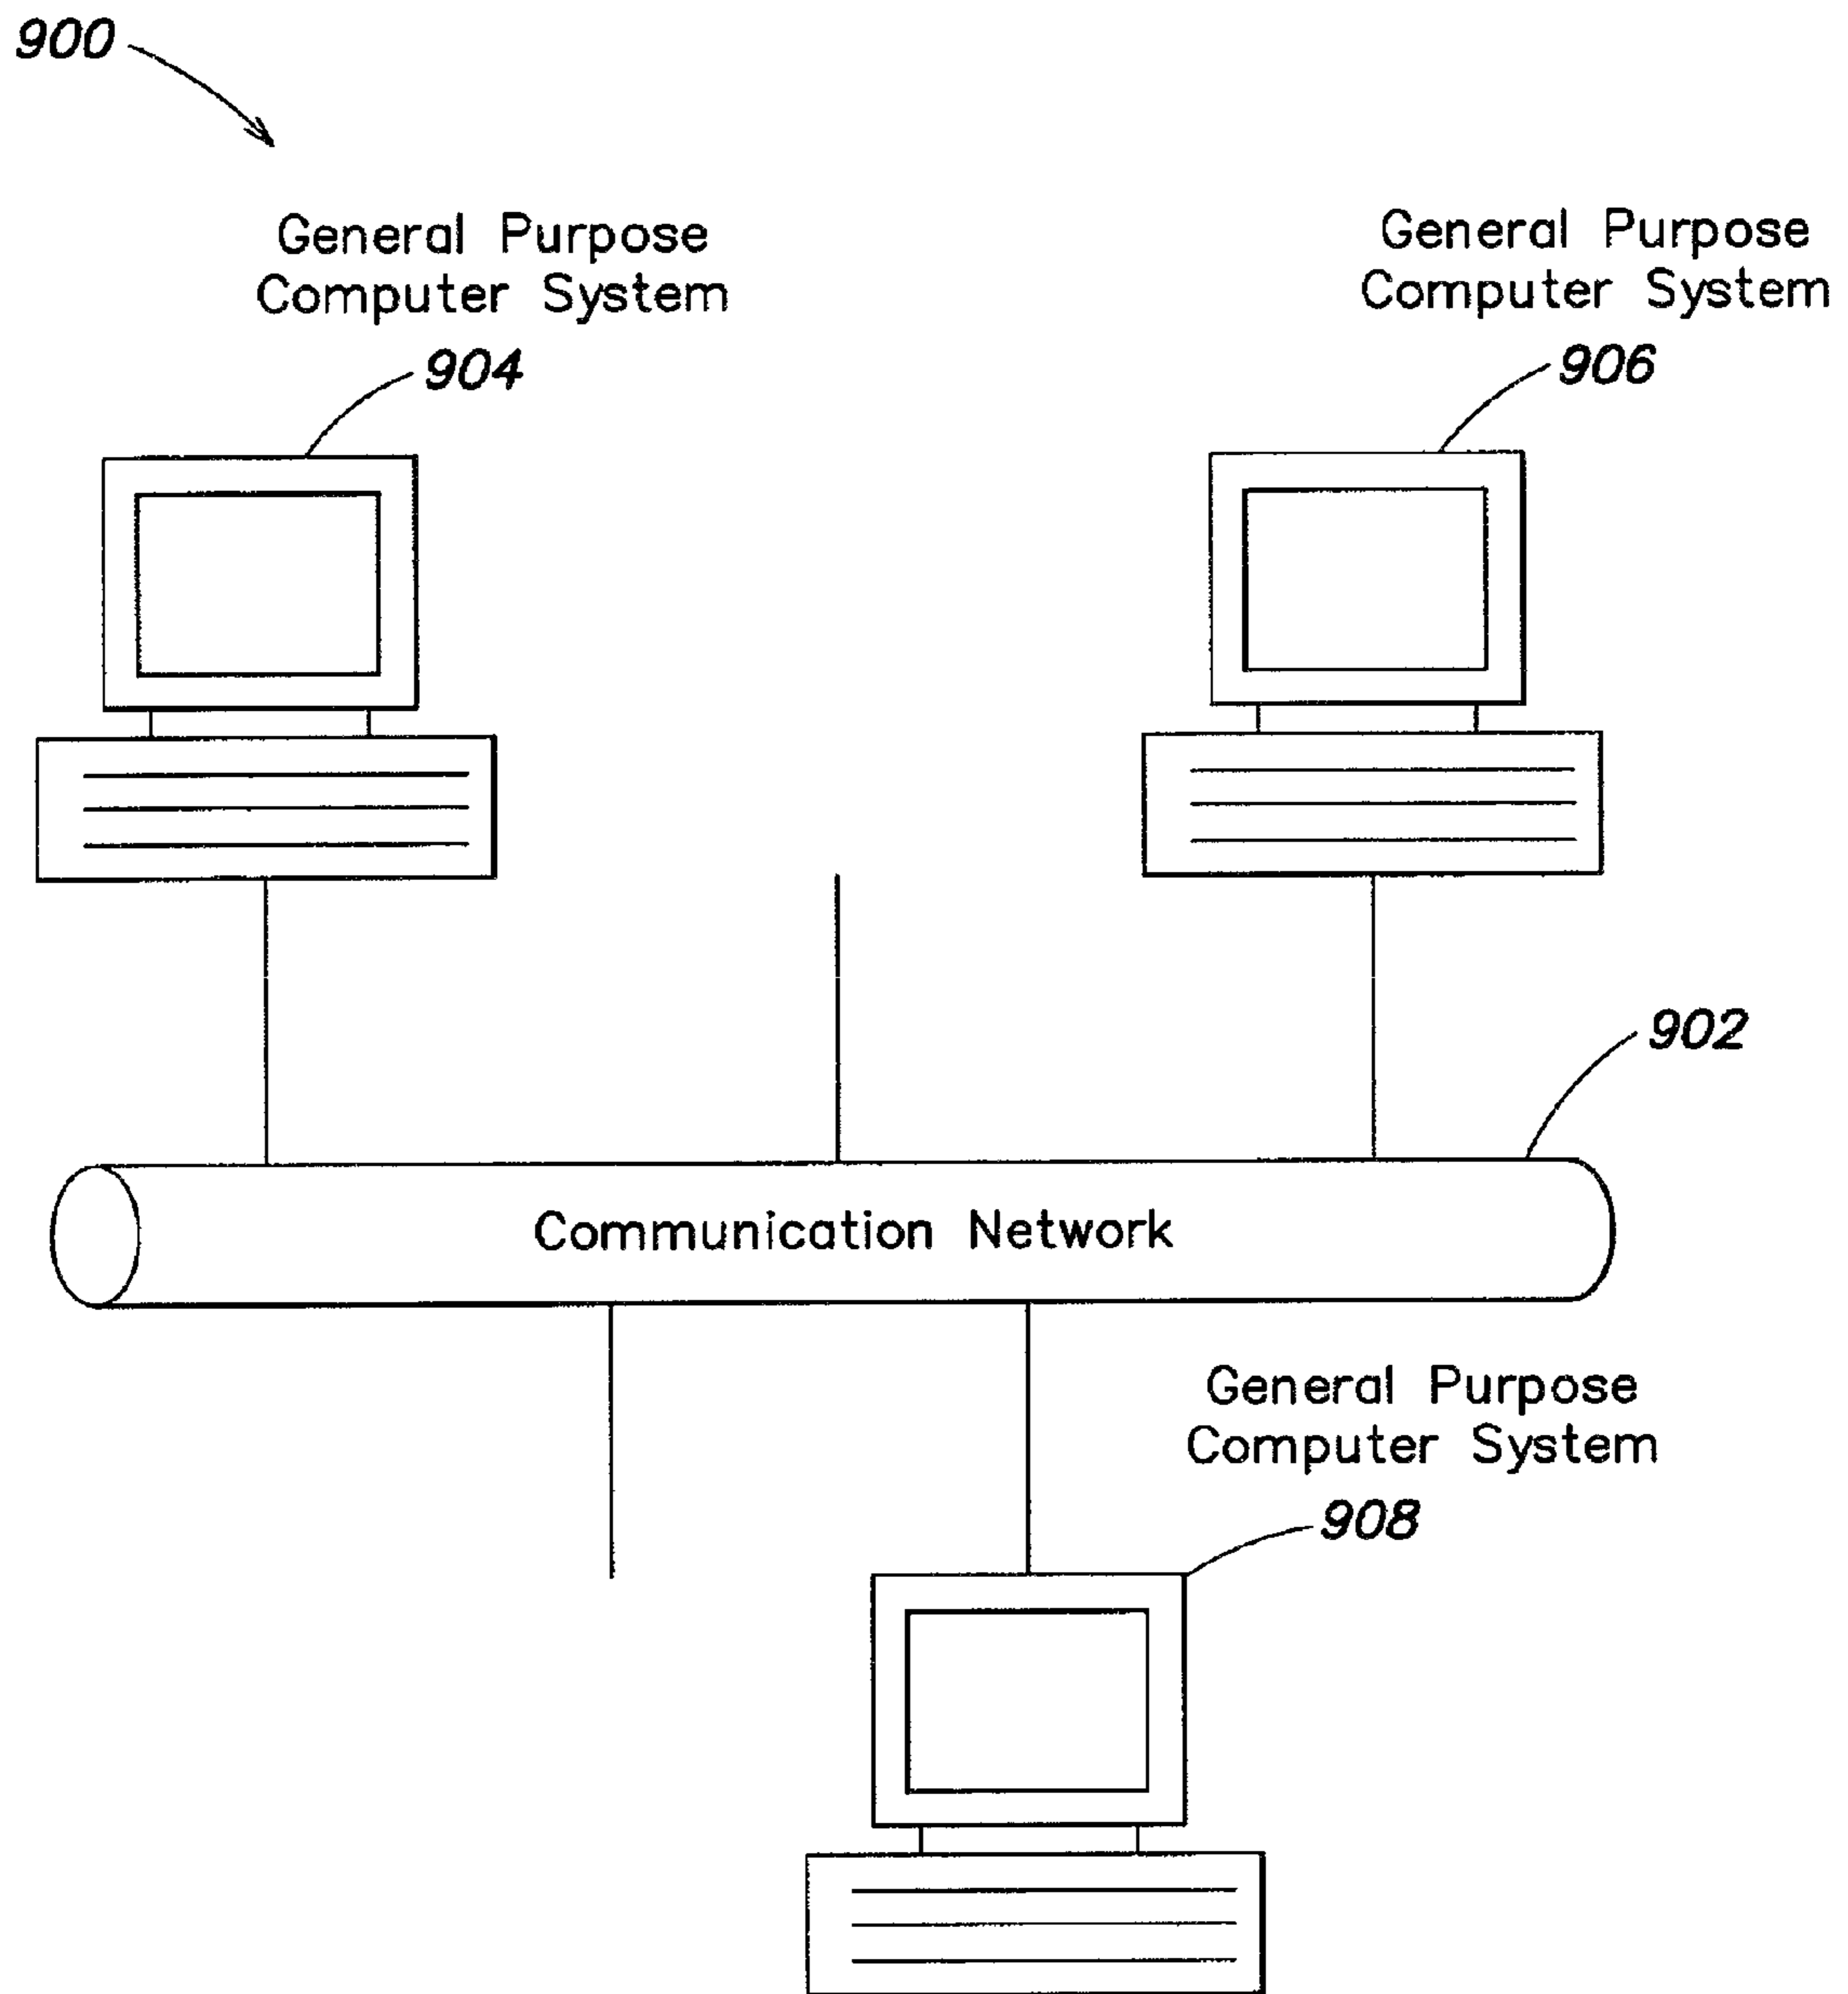 900
General Purpose
Computer System
904
General Purpose
Computer System
906
902
Communication Network
General Purpose
Computer System
908